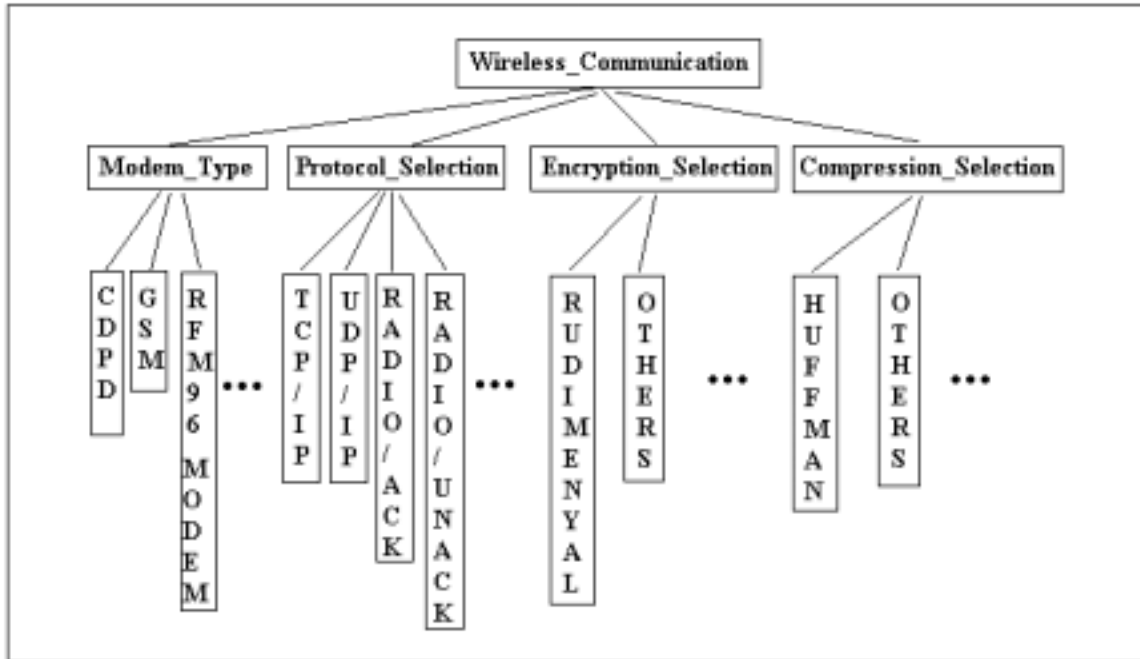 Wireless_Communication
Modem_Type
Protocol_Selection
Encryption_Selection
Compression_Selection
CDPD
GSM
RFM96 MODEM
TCP/IP
UDP/IP
RADIO/ACK
RADIO/UNACK
RUDIMENYAL
OTHERS
HUFFMAN
OTHERS